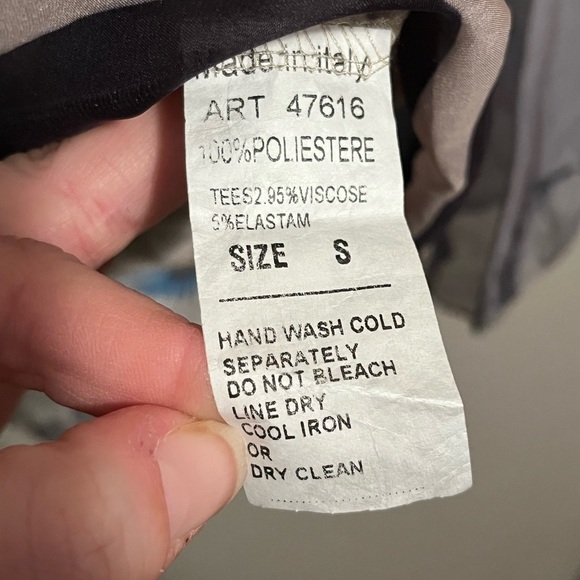 Made in Italy
ART 47616
100%POLIESTERE
TEES2.95%VISCOSE
5%ELASTAM
SIZE S
HAND WASH COLD
SEPARATELY
DO NOT BLEACH
LINE DRY
COOL IRON
OR
DRY CLEAN